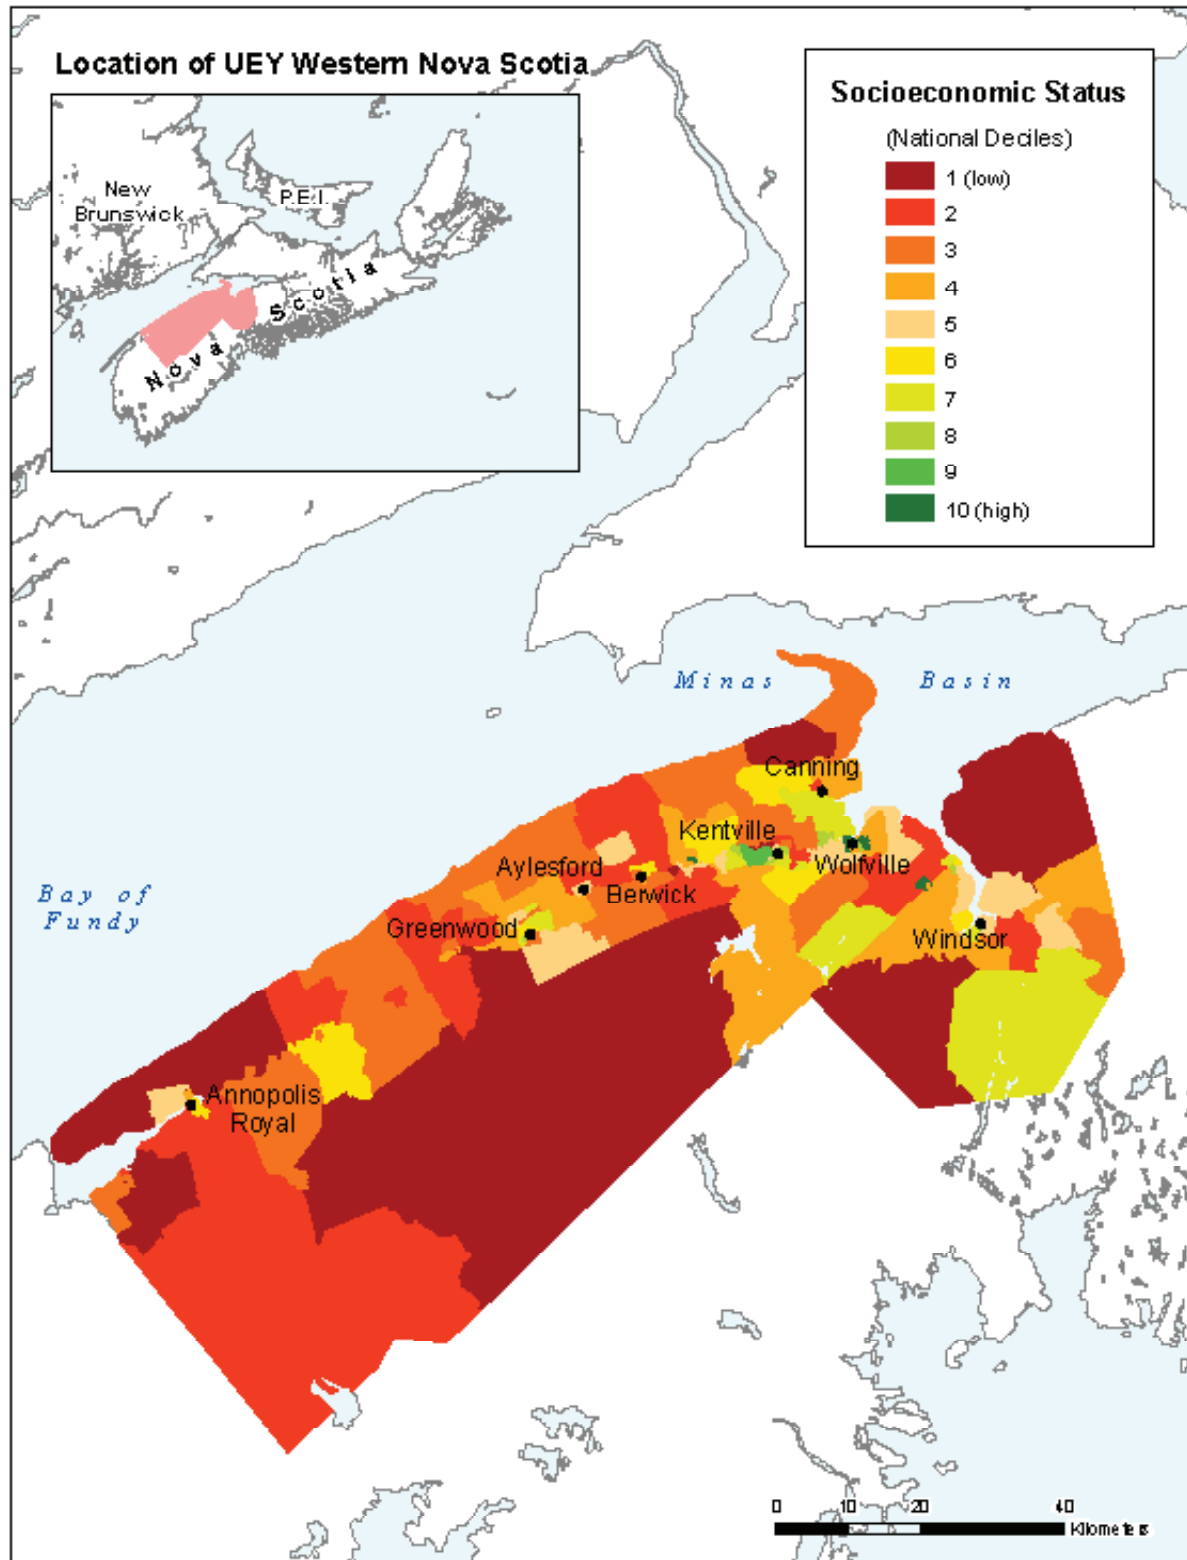 Location of UEY Western Nova Scotia
New
Brunswick
P.E.I.
Nova Scotia
Socioeconomic Status
(National Deciles)
1 (low)
2
3
4
5
6
7
8
9
10 (high)
Minas Basin
Canning
Kentville
Wolfville
Aylesford
Berwick
Greenwood
Windsor
Bay of
Fundy
Annopolis
Royal
0 10 20 40
Kilometers